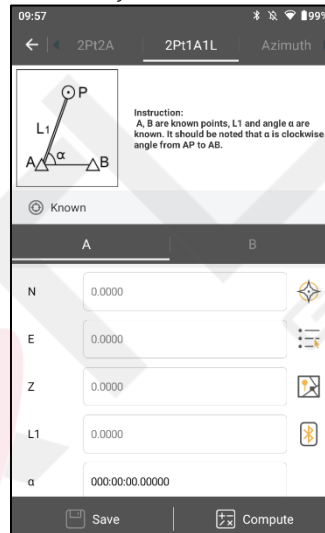 09:57
99%
2Pt2A
2Pt1A1L
Azimuth
P
L1
α
A
B
Instruction:
A, B are known points, L1 and angle α are
known. It should be noted that α is clockwise
angle from AP to AB.
Known
A
B
N
0.0000
E
0.0000
Z
0.0000
L1
0.0000
α
000:00:00.00000
Save
Compute